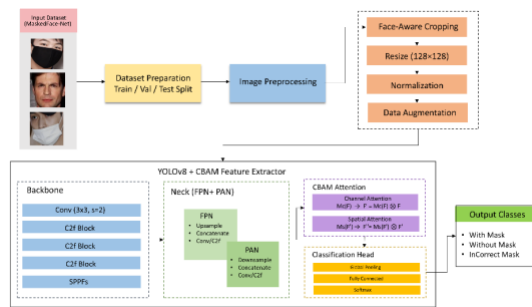 Input Dataset
(MaskedFace-Net)
Dataset Preparation
Train / Val / Test Split
Image Preprocessing
Face-Aware Cropping
Resize (128×128)
Normalization
Data Augmentation
YOLOv8 + CBAM Feature Extractor
Backbone
Conv (3x3, s=2)
C2f Block
C2f Block
C2f Block
SPPFs
Neck (FPN+ PAN)
FPN
• Upsample
• Concatenate
• Conv/C2f
PAN
• Downsample
• Concatenate
• Conv/C2f
CBAM Attention
Channel Attention
Spatial Attention
Classification Head
Fully Connected
Softmax
Output Classes
• With Mask
• Without Mask
• InCorrect Mask